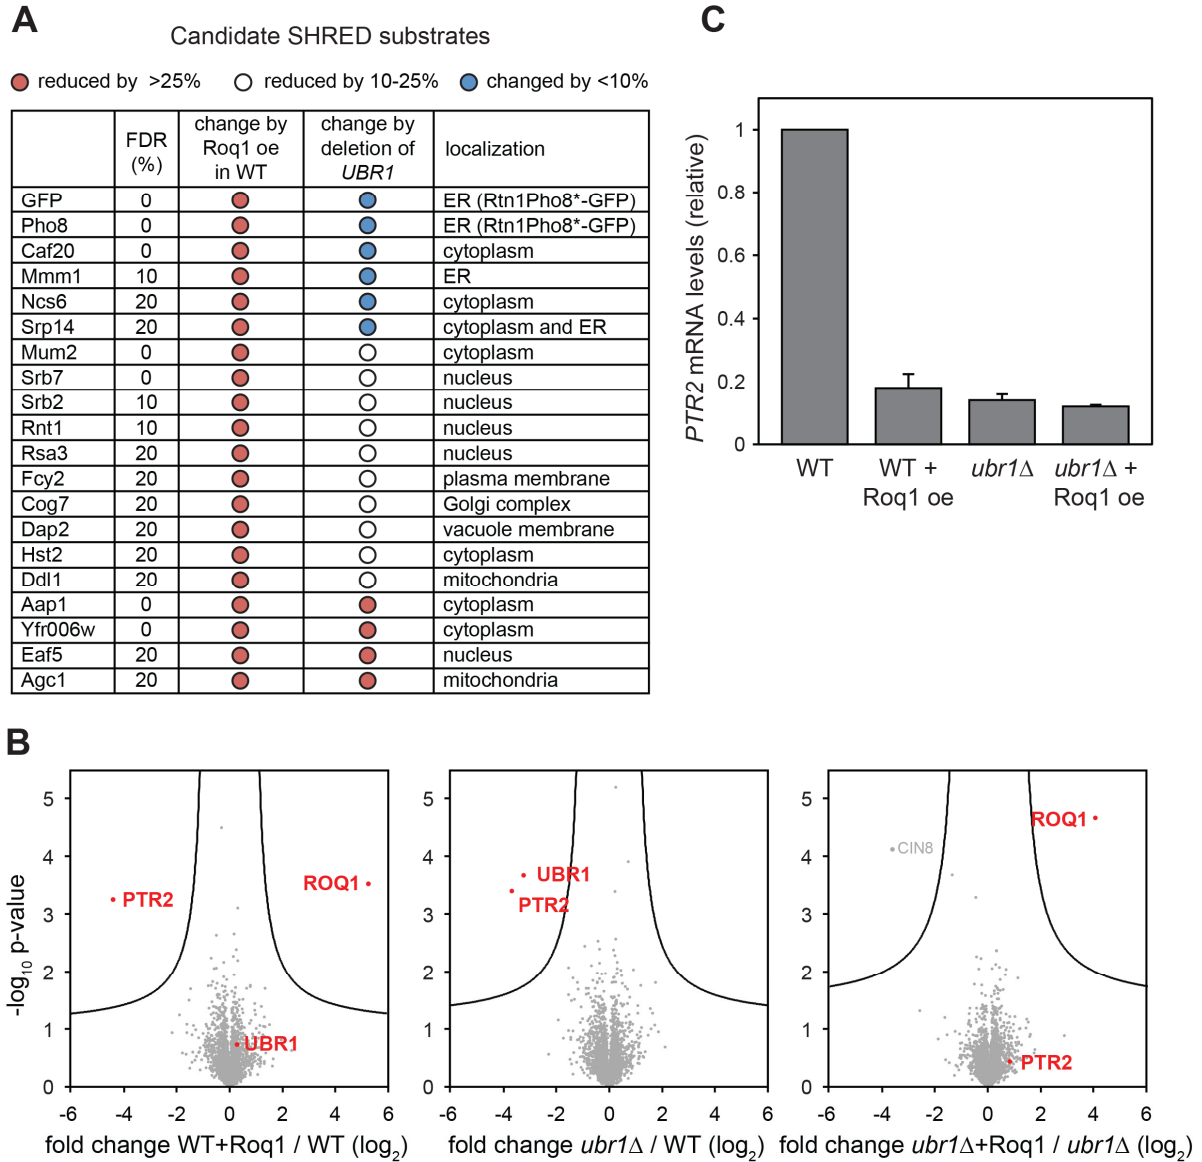 A
Candidate SHRED substrates
reduced by >25% reduced by 10-25% changed by <10%
FDR (%) change by Roq1 oe in WT change by deletion of UBR1 localization
GFP 0 ER (Rtn1Pho8*-GFP)
Pho8 0 ER (Rtn1Pho8*-GFP)
Caf20 0 cytoplasm
Mmm1 10 ER
Ncs6 20 cytoplasm
Srp14 20 cytoplasm and ER
Mum2 0 cytoplasm
Srb7 0 nucleus
Srb2 10 nucleus
Rnt1 10 nucleus
Rsa3 20 nucleus
Fcy2 20 plasma membrane
Cog7 20 Golgi complex
Dap2 20 vacuole membrane
Hst2 20 cytoplasm
Ddl1 20 mitochondria
Aap1 0 cytoplasm
Yfr006w 0 cytoplasm
Eaf5 20 nucleus
Agc1 20 mitochondria
C
PTR2 mRNA levels (relative)
1
0.8
0.6
0.4
0.2
0
WT
WT + Roq1 oe
ubr1Δ
ubr1Δ + Roq1 oe
B
-log10 p-value
5
4
3
2
1
0
PTR2
ROQ1
UBR1
-6 -4 -2 0 2 4 6
fold change WT+Roq1 / WT (log2)
5
4
3
2
1
0
UBR1
PTR2
-6 -4 -2 0 2 4 6
fold change ubr1Δ / WT (log2)
5
4
3
2
1
0
ROQ1
CIN8
PTR2
-6 -4 -2 0 2 4 6
fold change ubr1Δ+Roq1 / ubr1Δ (log2)